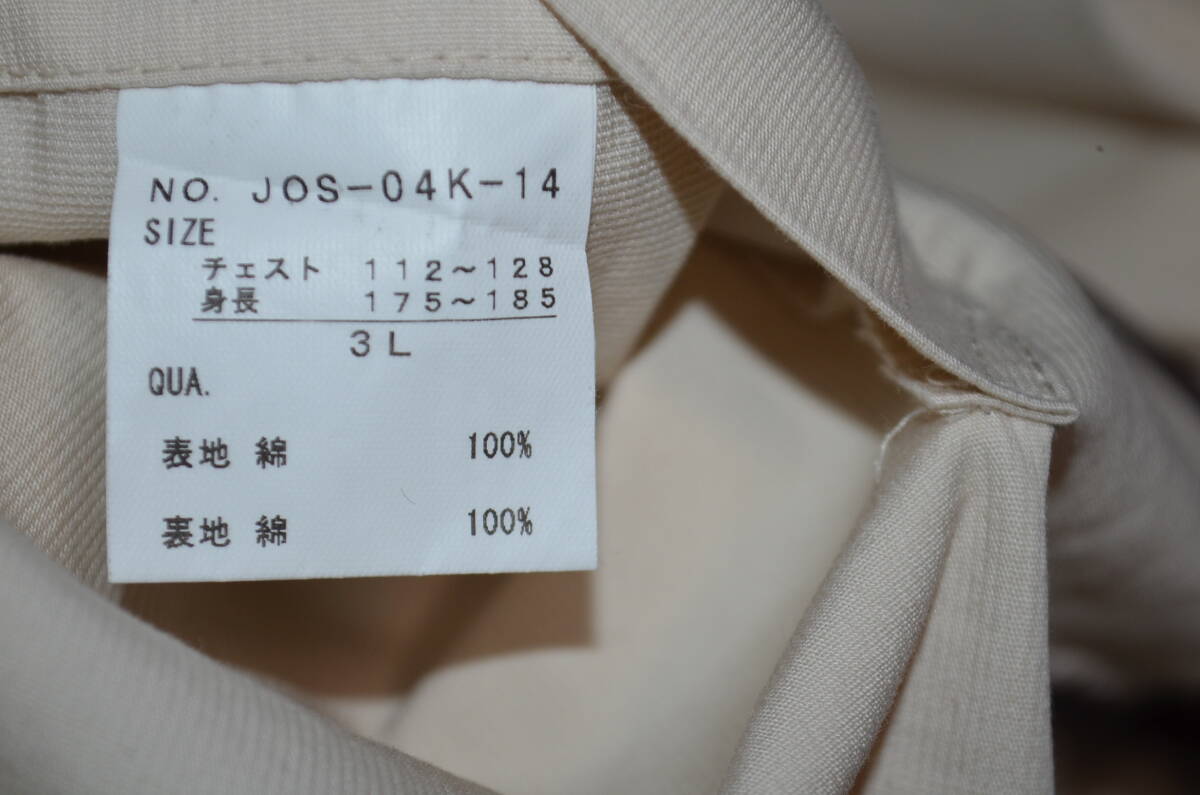 NO. JOS-04K-14
SIZE
チェスト 112～128
身長 175～185
3L
QUA.
表地 綿 100%
裏地 綿 100%